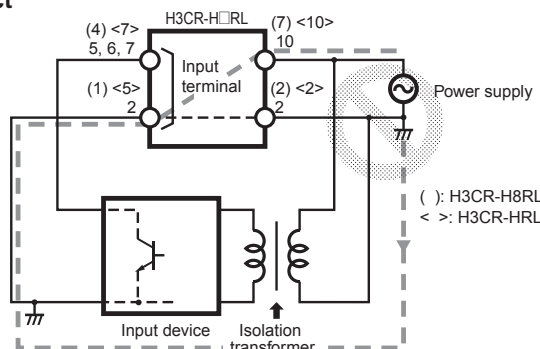 H3CR-H□RL
(4) <7>
5, 6, 7
(7) <10>
10
Input
terminal
(1) <5>
2
(2) <2>
2
Power supply
( ): H3CR-H8RL
< >: H3CR-HRL
Input device
Isolation
transformer